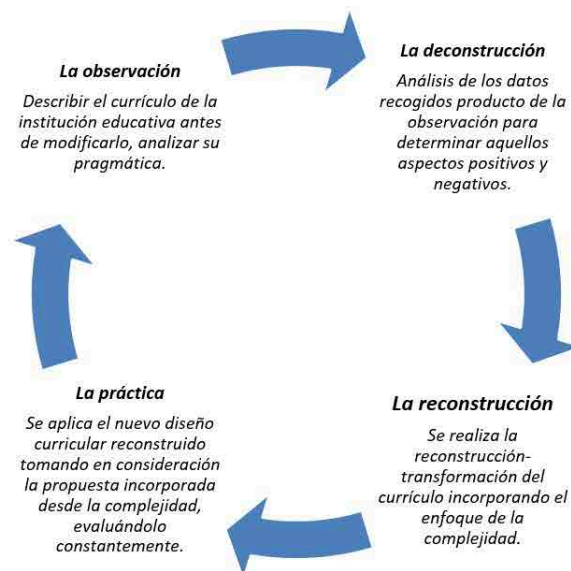 La observación
Describir el currículo de la
institución educativa antes
de modificarlo, analizar su
pragmática.
La deconstrucción
Análisis de los datos
recogidos producto de la
observación para
determinar aquellos
aspectos positivos y
negativos.
La reconstrucción
Se realiza la
reconstrucción-
transformación del
currículo incorporando el
enfoque de la
complejidad.
La práctica
Se aplica el nuevo diseño
curricular reconstruido
tomando en consideración
la propuesta incorporada
desde la complejidad,
evaluándolo
constantemente.